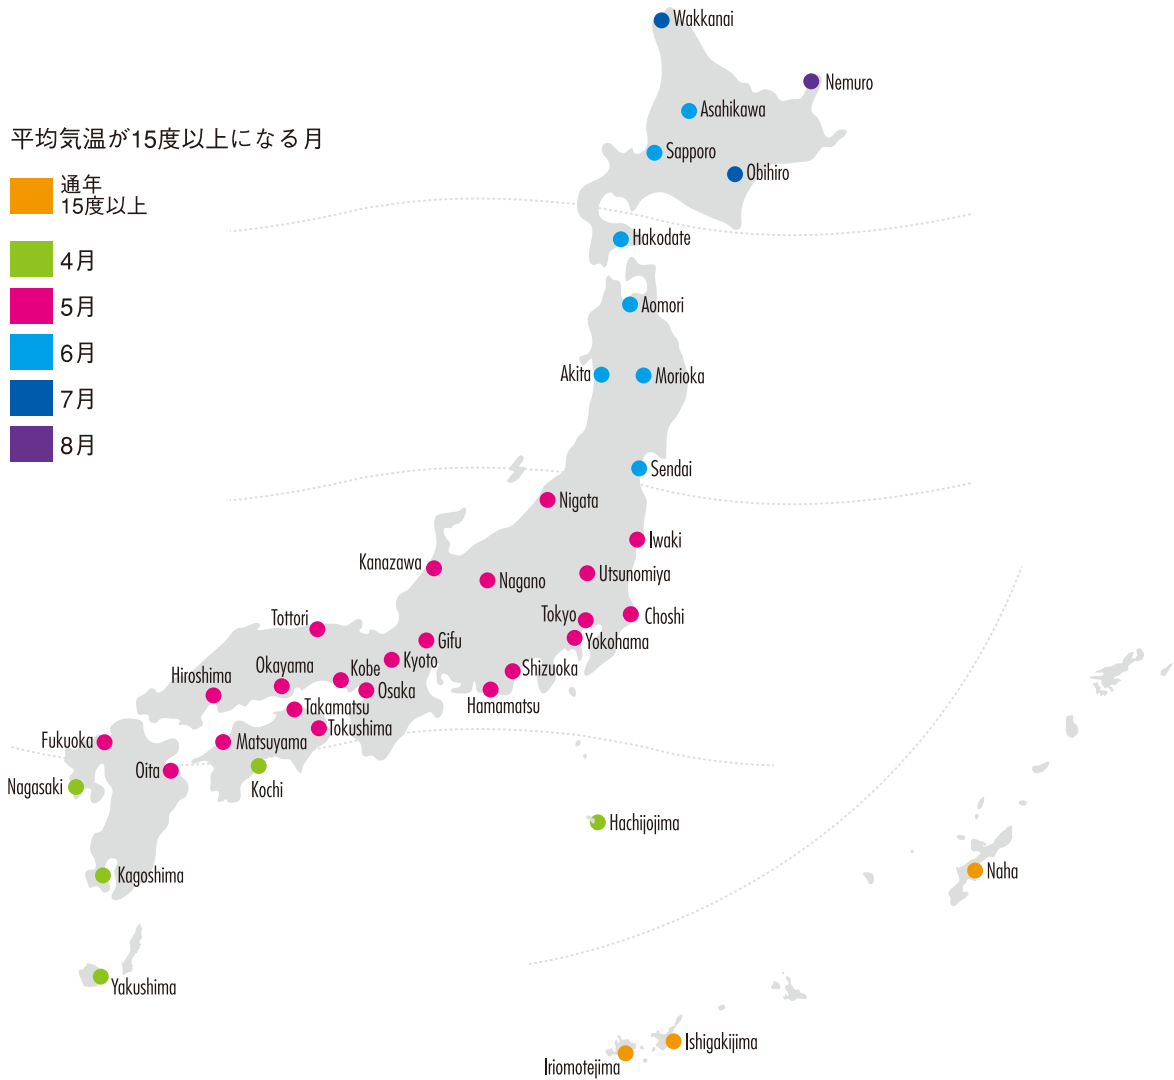 平均気温が15度以上になる月
通年
15度以上
4月
5月
6月
7月
8月
Wakkanai
Nemuro
Asahikawa
Sapporo
Obihiro
Hakodate
Aomori
Akita
Morioka
Sendai
Nigata
Iwaki
Kanazawa
Nagano
Utsunomiya
Tokyo
Choshi
Yokohama
Tottori
Gifu
Kyoto
Kobe
Okayama
Hiroshima
Osaka
Shizuoka
Hamamatsu
Takamatsu
Tokushima
Matsuyama
Fukuoka
Oita
Kochi
Nagasaki
Hachijojima
Kagoshima
Naha
Yakushima
Ishigakijima
Iriomotejima